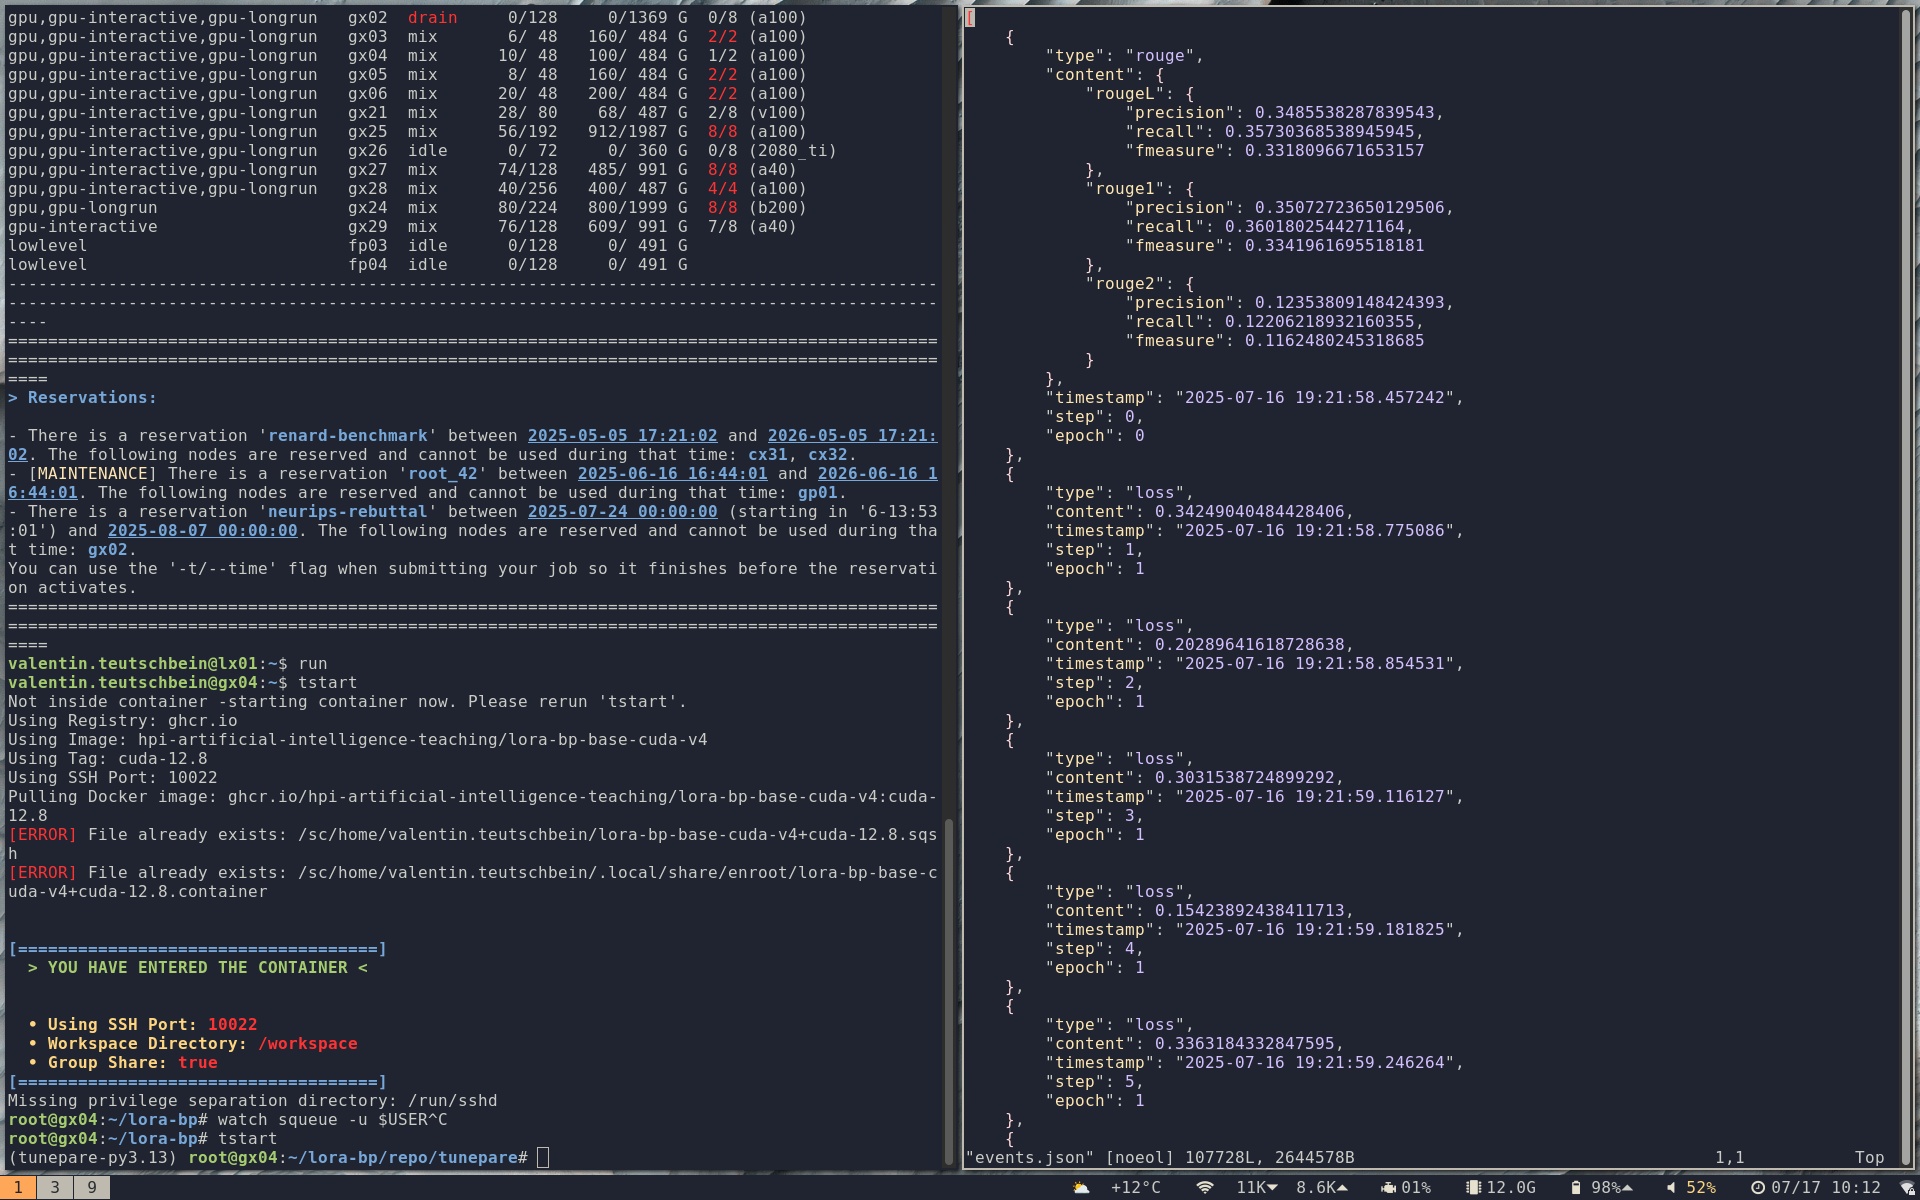 gpu,gpu-interactive,gpu-longrun   gx02  drain     0/128     0/1369 G  0/8 (a100)
gpu,gpu-interactive,gpu-longrun   gx03  mix       6/ 48   160/ 484 G  2/2 (a100)
gpu,gpu-interactive,gpu-longrun   gx04  mix      10/ 48   100/ 484 G  1/2 (a100)
gpu,gpu-interactive,gpu-longrun   gx05  mix       8/ 48   160/ 484 G  2/2 (a100)
gpu,gpu-interactive,gpu-longrun   gx06  mix      20/ 48   200/ 484 G  2/2 (a100)
gpu,gpu-interactive,gpu-longrun   gx21  mix      28/ 80    68/ 487 G  2/8 (v100)
gpu,gpu-interactive,gpu-longrun   gx25  mix      56/192   912/1987 G  8/8 (a100)
gpu,gpu-interactive,gpu-longrun   gx26  idle      0/ 72     0/ 360 G  0/8 (2080_ti)
gpu,gpu-interactive,gpu-longrun   gx27  mix      74/128   485/ 991 G  8/8 (a40)
gpu,gpu-interactive,gpu-longrun   gx28  mix      40/256   400/ 487 G  4/4 (a100)
gpu,gpu-longrun                   gx24  mix      80/224   800/1999 G  8/8 (b200)
gpu-interactive                   gx29  mix      76/128   609/ 991 G  7/8 (a40)
lowlevel                          fp03  idle      0/128     0/ 491 G
lowlevel                          fp04  idle      0/128     0/ 491 G
---------------------------------------------------------------------------------------------
---------------------------------------------------------------------------------------------
----
=============================================================================================
=============================================================================================
====
> Reservations:
- There is a reservation 'renard-benchmark' between 2025-05-05 17:21:02 and 2026-05-05 17:21:
02. The following nodes are reserved and cannot be used during that time: cx31, cx32.
- [MAINTENANCE] There is a reservation 'root_42' between 2025-06-16 16:44:01 and 2026-06-16 1
6:44:01. The following nodes are reserved and cannot be used during that time: gp01.
- There is a reservation 'neurips-rebuttal' between 2025-07-24 00:00:00 (starting in '6-13:53
:01') and 2025-08-07 00:00:00. The following nodes are reserved and cannot be used during tha
t time: gx02.
You can use the '-t/--time' flag when submitting your job so it finishes before the reservati
on activates.
=============================================================================================
=============================================================================================
====
valentin.teutschbein@lx01:~$ run
valentin.teutschbein@gx04:~$ tstart
Not inside container -starting container now. Please rerun 'tstart'.
Using Registry: ghcr.io
Using Image: hpi-artificial-intelligence-teaching/lora-bp-base-cuda-v4
Using Tag: cuda-12.8
Using SSH Port: 10022
Pulling Docker image: ghcr.io/hpi-artificial-intelligence-teaching/lora-bp-base-cuda-v4:cuda-
12.8
[ERROR] File already exists: /sc/home/valentin.teutschbein/lora-bp-base-cuda-v4+cuda-12.8.sqs
h
[ERROR] File already exists: /sc/home/valentin.teutschbein/.local/share/enroot/lora-bp-base-c
uda-v4+cuda-12.8.container
[====================================]
> YOU HAVE ENTERED THE CONTAINER <
• Using SSH Port: 10022
• Workspace Directory: /workspace
• Group Share: true
[====================================]
Missing privilege separation directory: /run/sshd
root@gx04:~/lora-bp# watch squeue -u $USER^C
root@gx04:~/lora-bp# tstart
(tunepare-py3.13) root@gx04:~/lora-bp/repo/tunepare#
[
    {
        "type": "rouge",
        "content": {
            "rougeL": {
                "precision": 0.3485538287839543,
                "recall": 0.35730368538945945,
                "fmeasure": 0.3318096671653157
            },
            "rouge1": {
                "precision": 0.35072723650129506,
                "recall": 0.3601802544271164,
                "fmeasure": 0.3341961695518181
            },
            "rouge2": {
                "precision": 0.12353809148424393,
                "recall": 0.12206218932160355,
                "fmeasure": 0.1162480245318685
            }
        },
        "timestamp": "2025-07-16 19:21:58.457242",
        "step": 0,
        "epoch": 0
    },
    {
        "type": "loss",
        "content": 0.34249040484428406,
        "timestamp": "2025-07-16 19:21:58.775086",
        "step": 1,
        "epoch": 1
    },
    {
        "type": "loss",
        "content": 0.20289641618728638,
        "timestamp": "2025-07-16 19:21:58.854531",
        "step": 2,
        "epoch": 1
    },
    {
        "type": "loss",
        "content": 0.3031538724899292,
        "timestamp": "2025-07-16 19:21:59.116127",
        "step": 3,
        "epoch": 1
    },
    {
        "type": "loss",
        "content": 0.15423892438411713,
        "timestamp": "2025-07-16 19:21:59.181825",
        "step": 4,
        "epoch": 1
    },
    {
        "type": "loss",
        "content": 0.3363184332847595,
        "timestamp": "2025-07-16 19:21:59.246264",
        "step": 5,
        "epoch": 1
    },
    {
"events.json" [noeol] 107728L, 2644578B 1,1 Top
1 3 9 +12°C 11K 8.6K 01% 12.0G 98% 52% 07/17 10:12